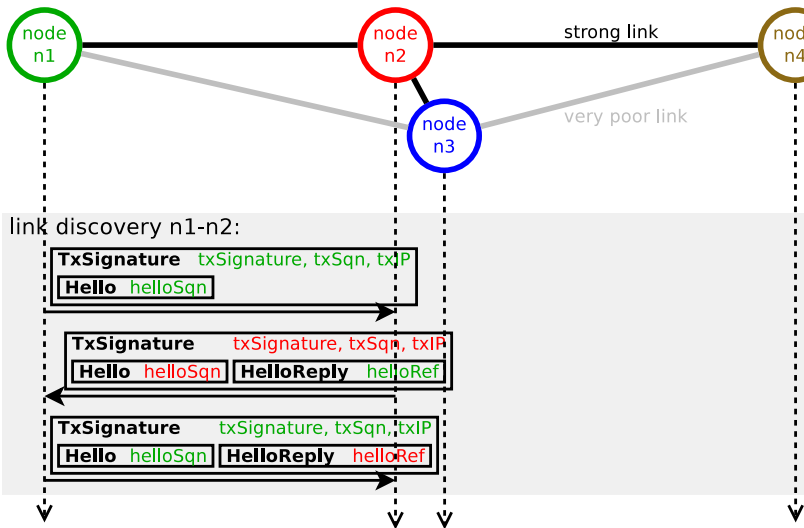 node
n1
node
n2
strong link
node
n4
node
n3
very poor link
link discovery n1-n2:
TxSignature txSignature, txSqn, txIP
Hello helloSqn
TxSignature txSignature, txSqn, txIP
Hello helloSqn HelloReply helloRef
TxSignature txSignature, txSqn, txIP
Hello helloSqn HelloReply helloRef